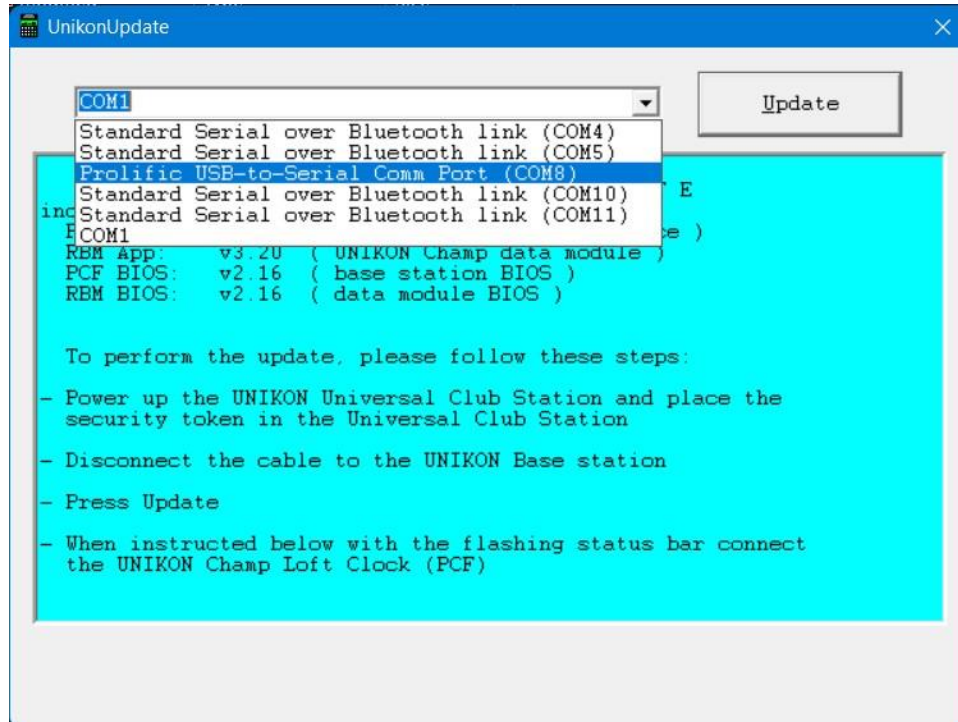 UnikonUpdate
COM1
Update
Standard Serial over Bluetooth link (COM4)
Standard Serial over Bluetooth link (COM5)
Prolific USB-to-Serial Comm Port (COM8)
Standard Serial over Bluetooth link (COM10)
Standard Serial over Bluetooth link (COM11)
COM1
T E
inc
e )
RBM App: v3.20 ( UNIKON Champ data module )
PCF BIOS: v2.16 ( base station BIOS )
RBM BIOS: v2.16 ( data module BIOS )
To perform the update, please follow these steps:
- Power up the UNIKON Universal Club Station and place the
security token in the Universal Club Station
- Disconnect the cable to the UNIKON Base station
- Press Update
- When instructed below with the flashing status bar connect
the UNIKON Champ Loft Clock (PCF)